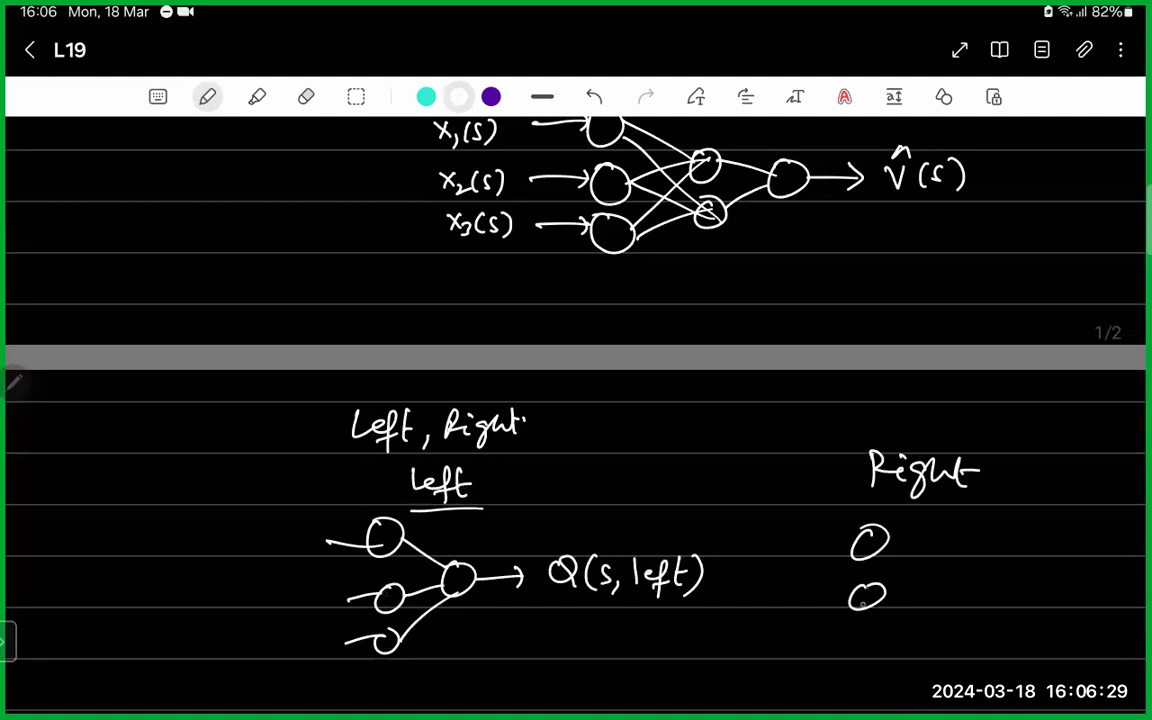 16:06 Mon, 18 Mar
82%
L19
x₁(s)
x₂(s)
x₃(s)
V̂(s)
1/2
Left, Right
Left
Right
Q(s, left)
2024-03-18 16:06:29